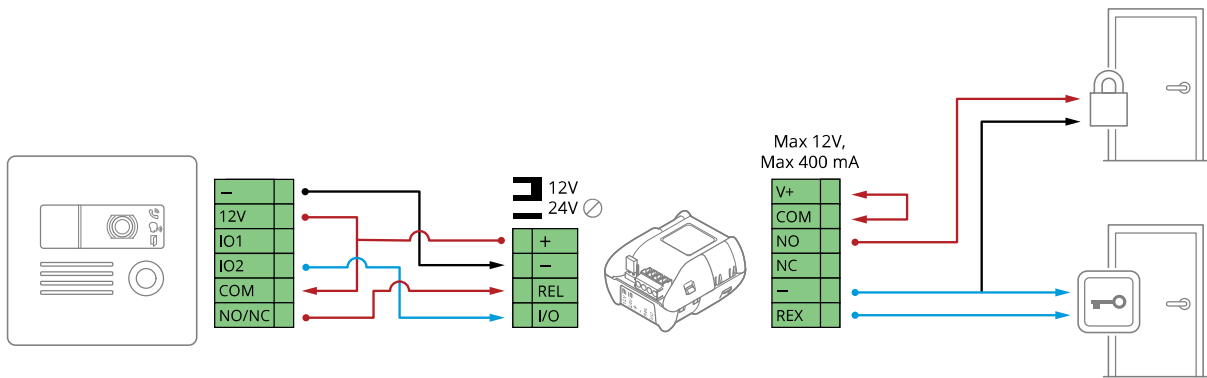 −
12V
IO1
IO2
COM
NO/NC
12V
24V
+
−
REL
I/O
Max 12V,
Max 400 mA
V+
COM
NO
NC
−
REX